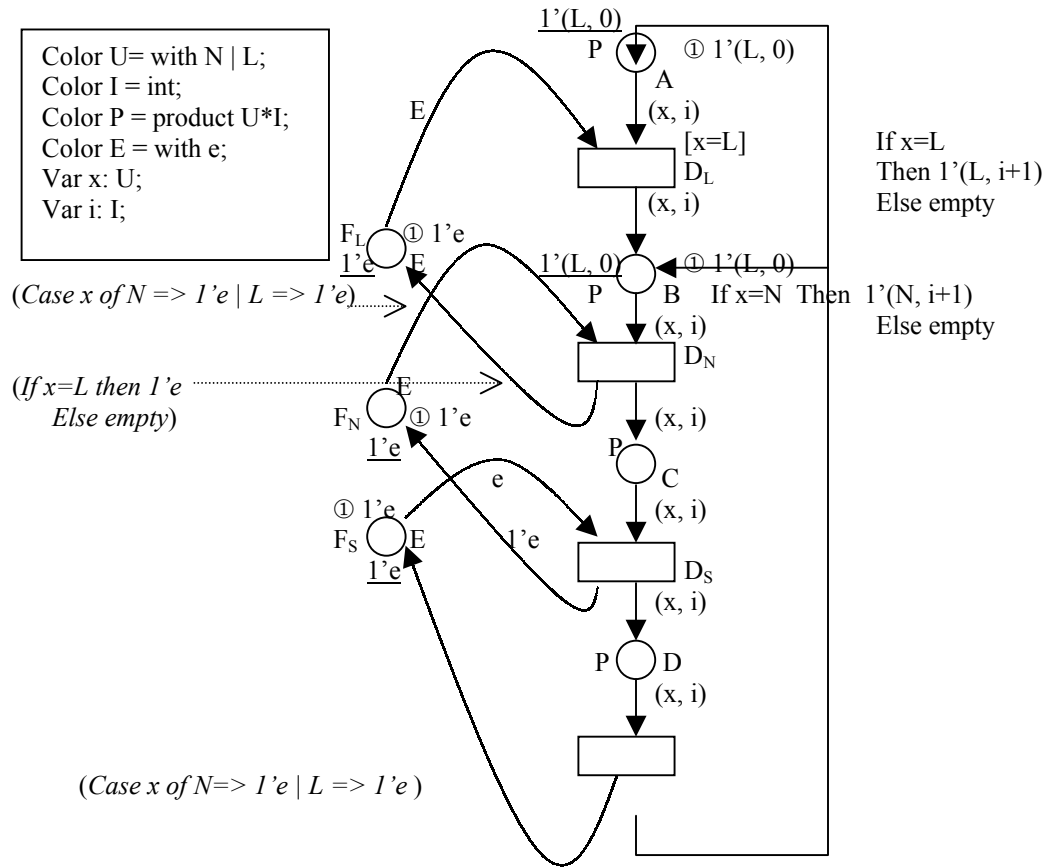 Color U= with N | L;
Color I = int;
Color P = product U*I;
Color E = with e;
Var x: U;
Var i: I;
1’(L, 0)
P
① 1’(L, 0)
A
(x, i)
E
[x=L]
D_L
If x=L
Then 1’(L, i+1)
Else empty
(x, i)
F_L
① 1’e
1’e
E
1’(L, 0)
① 1’(L, 0)
P
B
If x=N Then 1’(N, i+1)
Else empty
(Case x of N => 1’e | L => 1’e)
(x, i)
D_N
(If x=L then 1’e
Else empty)
E
F_N
① 1’e
1’e
(x, i)
P
C
(x, i)
e
① 1’e
F_S
E
1’e
1’e
D_S
(x, i)
P
D
(x, i)
(Case x of N=> 1’e | L => 1’e )